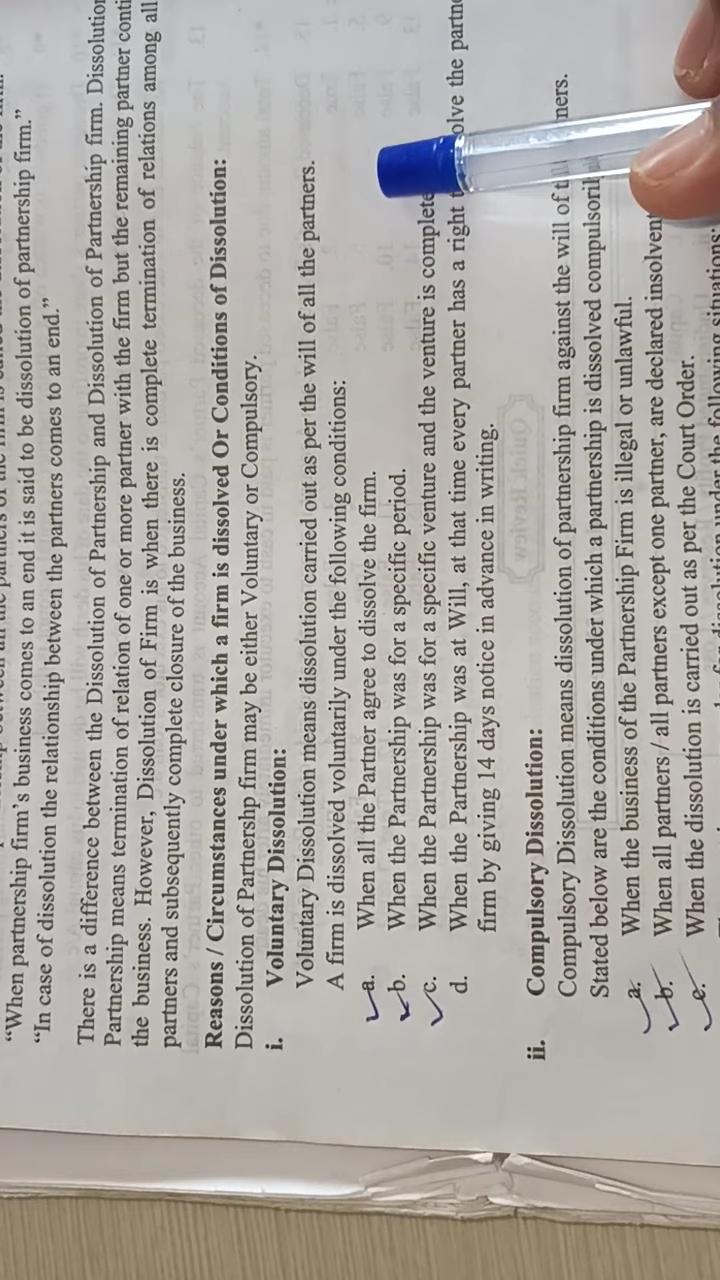 “When partnership firm’s business comes to an end it is said to be dissolution of partnership firm.”
“In case of dissolution the relationship between the partners comes to an end.”
There is a difference between the Dissolution of Partnership and Dissolution of Partnership firm. Dissolution
Partnership means termination of relation of one or more partner with the firm but the remaining partner
the business. However, Dissolution of Firm is when there is complete termination of relations among all
partners and subsequently complete closure of the business.
Reasons / Circumstances under which a firm is dissolved Or Conditions of Dissolution:
Dissolution of Partnershp firm may be either Voluntary or Compulsory.
i. Voluntary Dissolution:
Voluntary Dissolution means dissolution carried out as per the will of all the partners.
A firm is dissolved voluntarily under the following conditions:
a. When all the Partner agree to dissolve the firm.
b. When the Partnership was for a specific period.
c. When the Partnership was for a specific venture and the venture is complete
d. When the Partnership was at Will, at that time every partner has a right
firm by giving 14 days notice in advance in writing.
ii. Compulsory Dissolution:
Compulsory Dissolution means dissolution of partnership firm against the will of
Stated below are the conditions under which a partnership is dissolved compulsoril
a. When the business of the Partnership Firm is illegal or unlawful.
b. When all partners / all partners except one partner, are declared insolvent
c. When the dissolution is carried out as per the Court Order.
dissolution under the following situations:
Quick Review